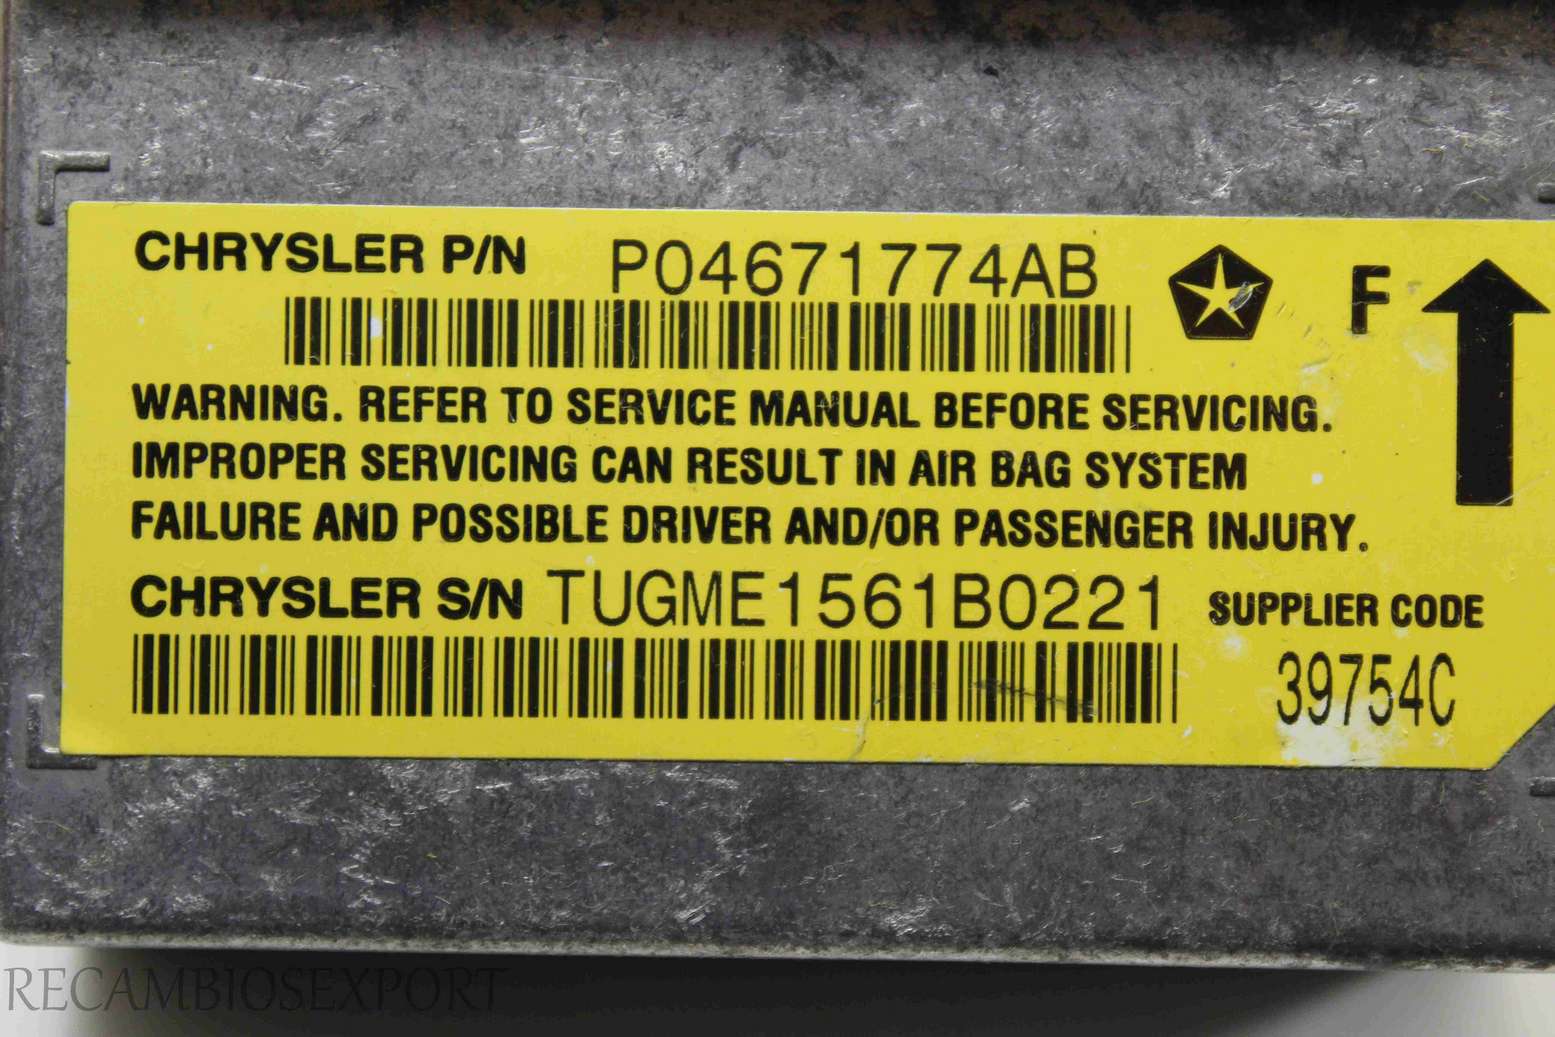 CHRYSLER P/N P04671774AB
F
WARNING. REFER TO SERVICE MANUAL BEFORE SERVICING.
IMPROPER SERVICING CAN RESULT IN AIR BAG SYSTEM
FAILURE AND POSSIBLE DRIVER AND/OR PASSENGER INJURY.
CHRYSLER S/N TUGME1561B0221
SUPPLIER CODE
39754C
RECAMBIOSEXPORT